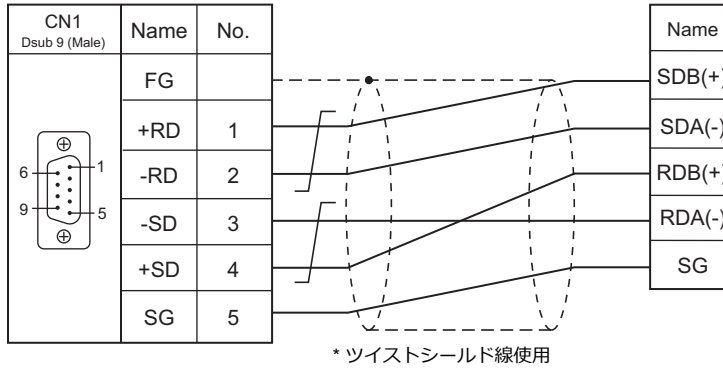 CN1
Dsub 9 (Male)
Name
No.
Name
FG
SDB(+)
+RD
1
SDA(-)
-RD
2
RDB(+)
-SD
3
RDA(-)
+SD
4
SG
SG
5
6
1
9
5
* ツイストシールド線使用